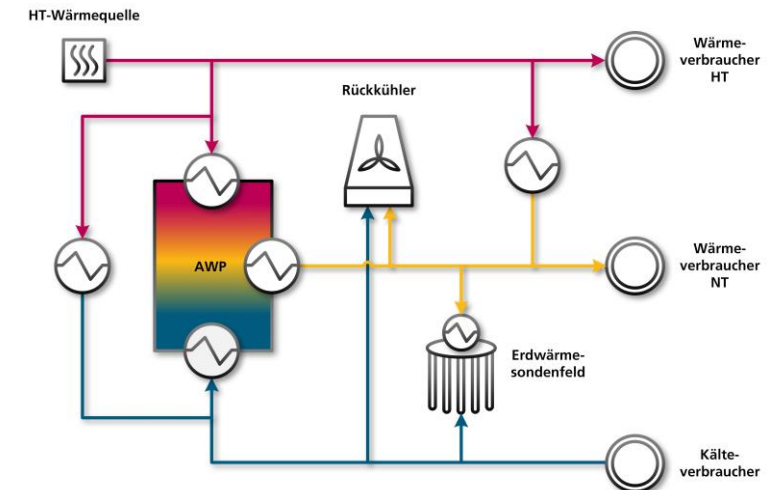 HT-Wärmequelle
Wärme-
verbraucher
HT
Rückkühler
AWP
Wärme-
verbraucher
NT
Erdwärme-
sondenfeld
Kälte-
verbraucher